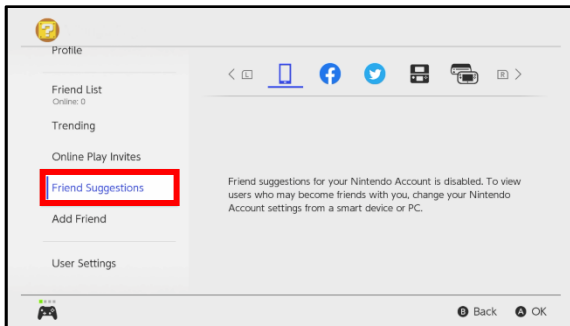 Profile
Friend List
Online: 0
Trending
Online Play Invites
Friend Suggestions
Add Friend
User Settings
L
R
Friend suggestions for your Nintendo Account is disabled. To view
users who may become friends with you, change your Nintendo
Account settings from a smart device or PC.
B Back A OK